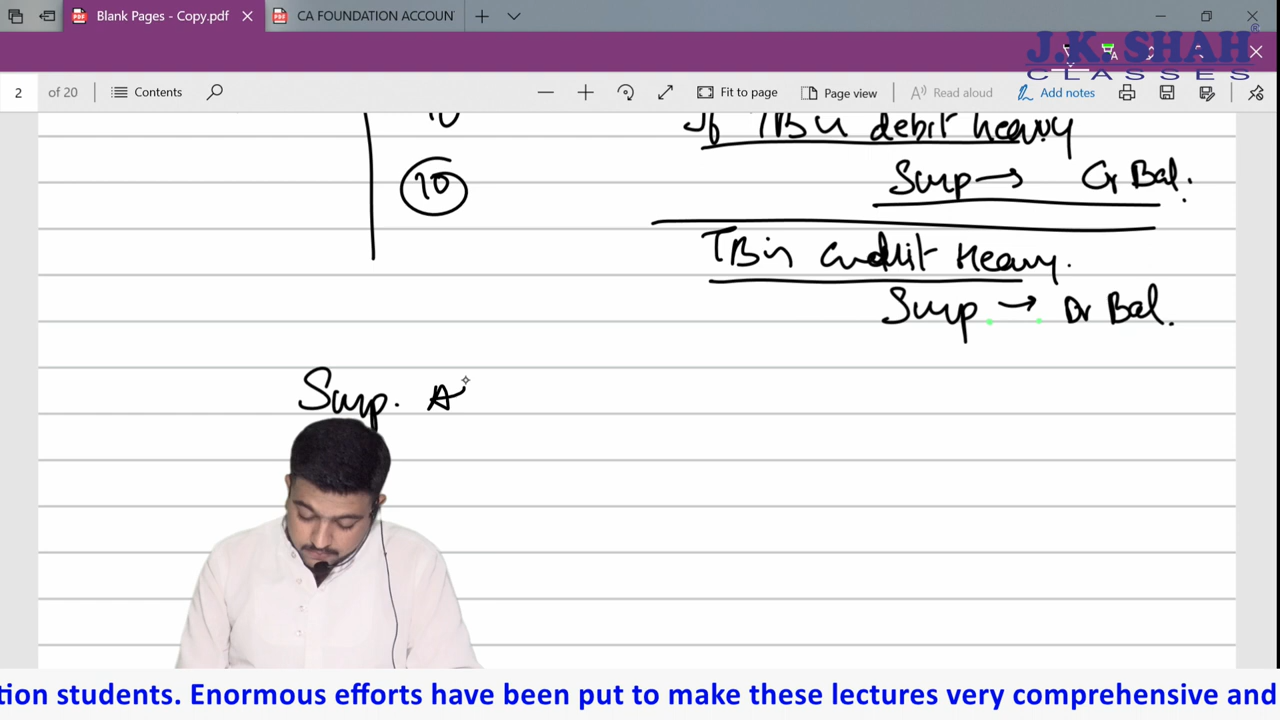 Blank Pages - Copy.pdf
CA FOUNDATION ACCOUN
J.K. SHAH®
CLASSES
2 of 20
Contents
Fit to page
Page view
Read aloud
Add notes
10
10
If TB is debit heavy
Susp → Cr Bal.
TB is Credit Heavy.
Susp. → Dr Bal.
Susp. A
tion students. Enormous efforts have been put to make these lectures very comprehensive and